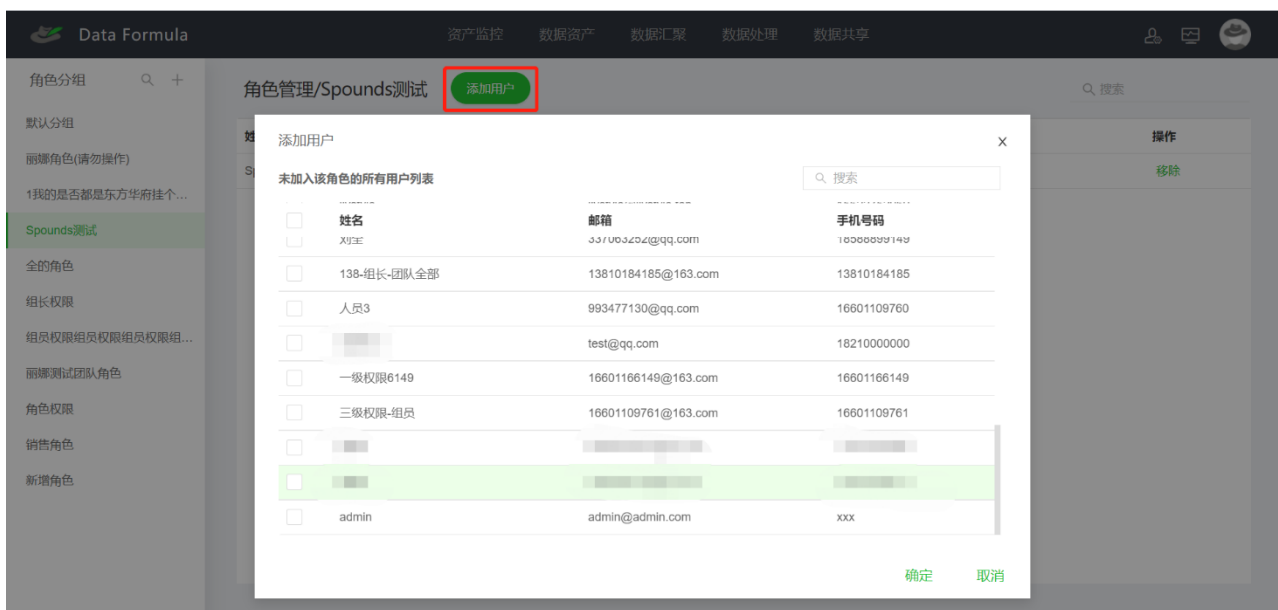 Data Formula
资产监控 数据资产 数据汇聚 数据处理 数据共享
角色分组
角色管理/Spounds测试
添加用户
搜索
默认分组
丽娜角色(请勿操作)
1我的是否都是东方华府挂个...
Spounds测试
全的角色
组长权限
组员权限组员权限组员权限组...
丽娜测试团队角色
角色权限
销售角色
新增角色
操作
移除
添加用户
x
未加入该角色的所有用户列表
搜索
姓名 邮箱 手机号码
337063252@qq.com 18588899149
138-组长-团队全部 13810184185@163.com 13810184185
人员3 993477130@qq.com 16601109760
test@qq.com 18210000000
一级权限6149 16601166149@163.com 16601166149
三级权限-组员 16601109761@163.com 16601109761
admin admin@admin.com xxx
确定 取消